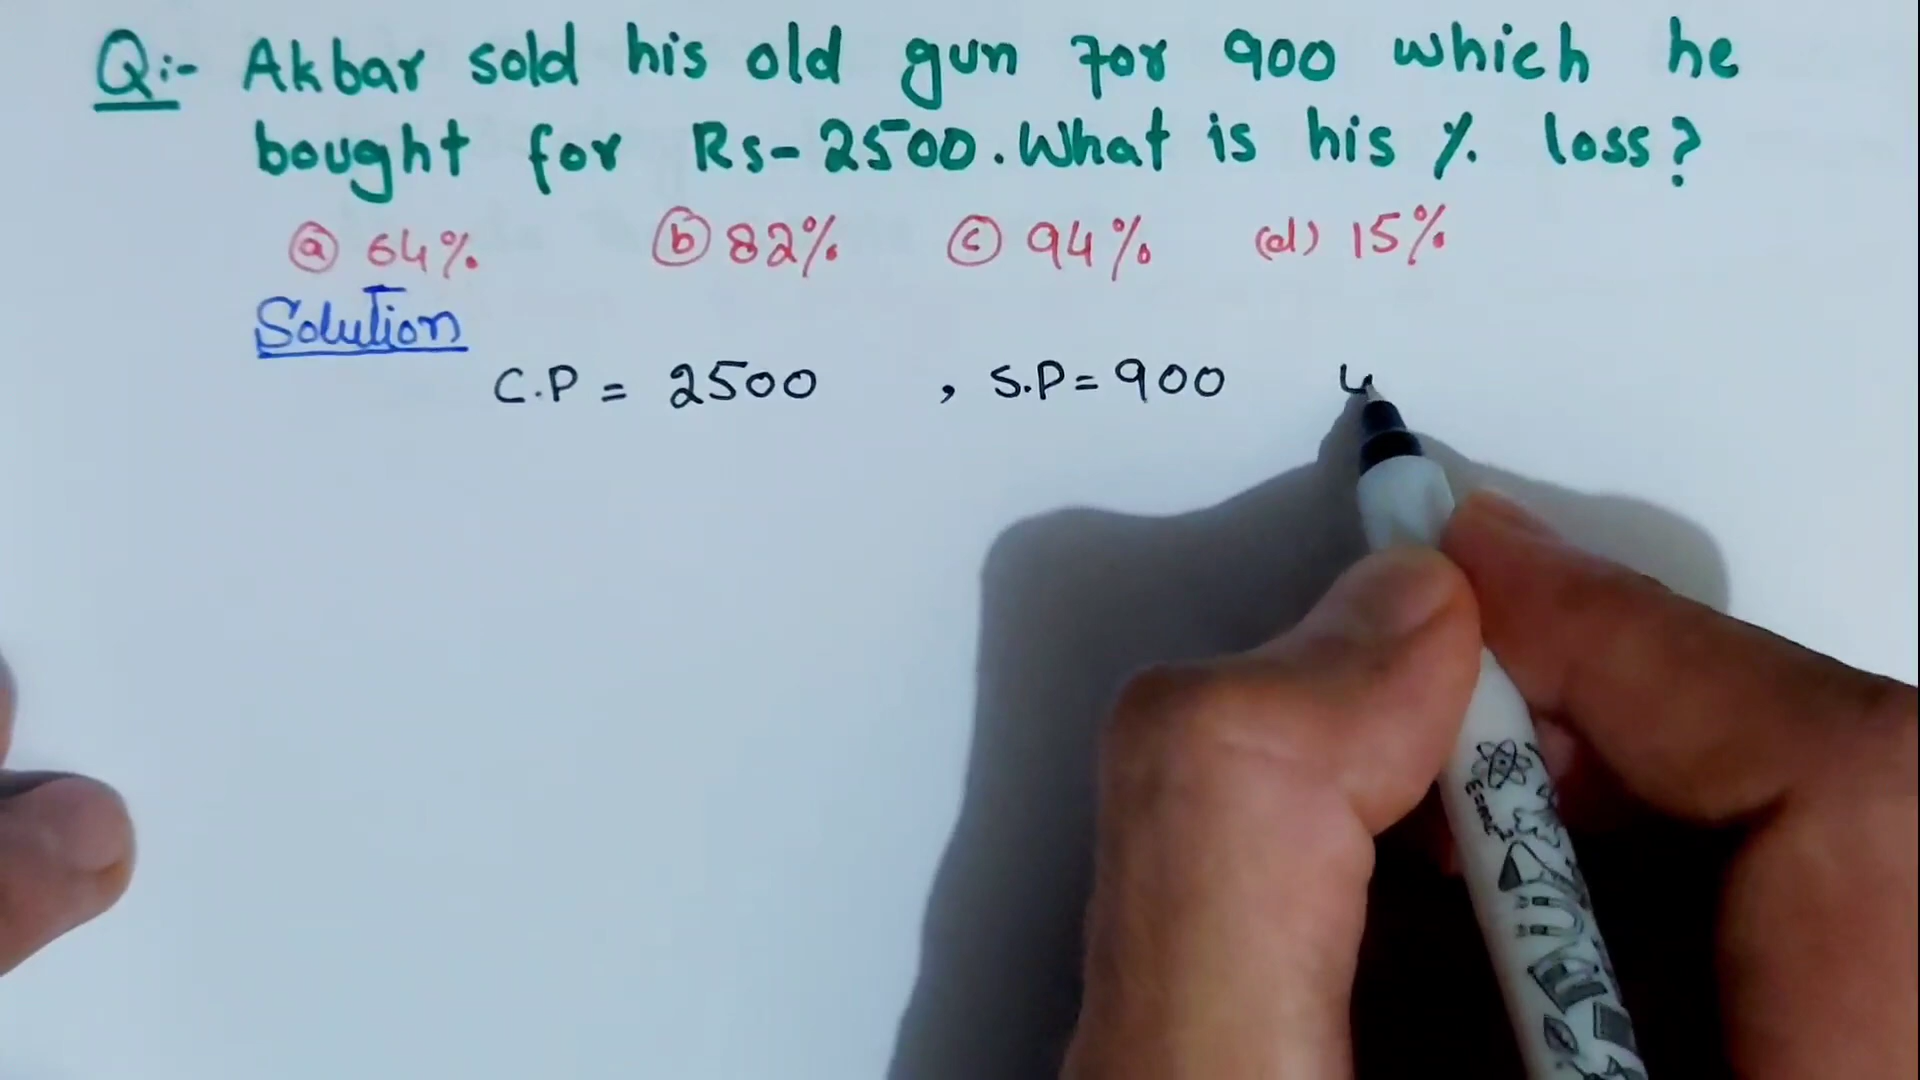 Q:- Akbar sold his old gun for 900 which he
bought for Rs-2500. What is his % loss?
(a) 64% (b) 82% (c) 94% (d) 15%
Solution
C.P = 2500 , S.P = 900
E=mc²